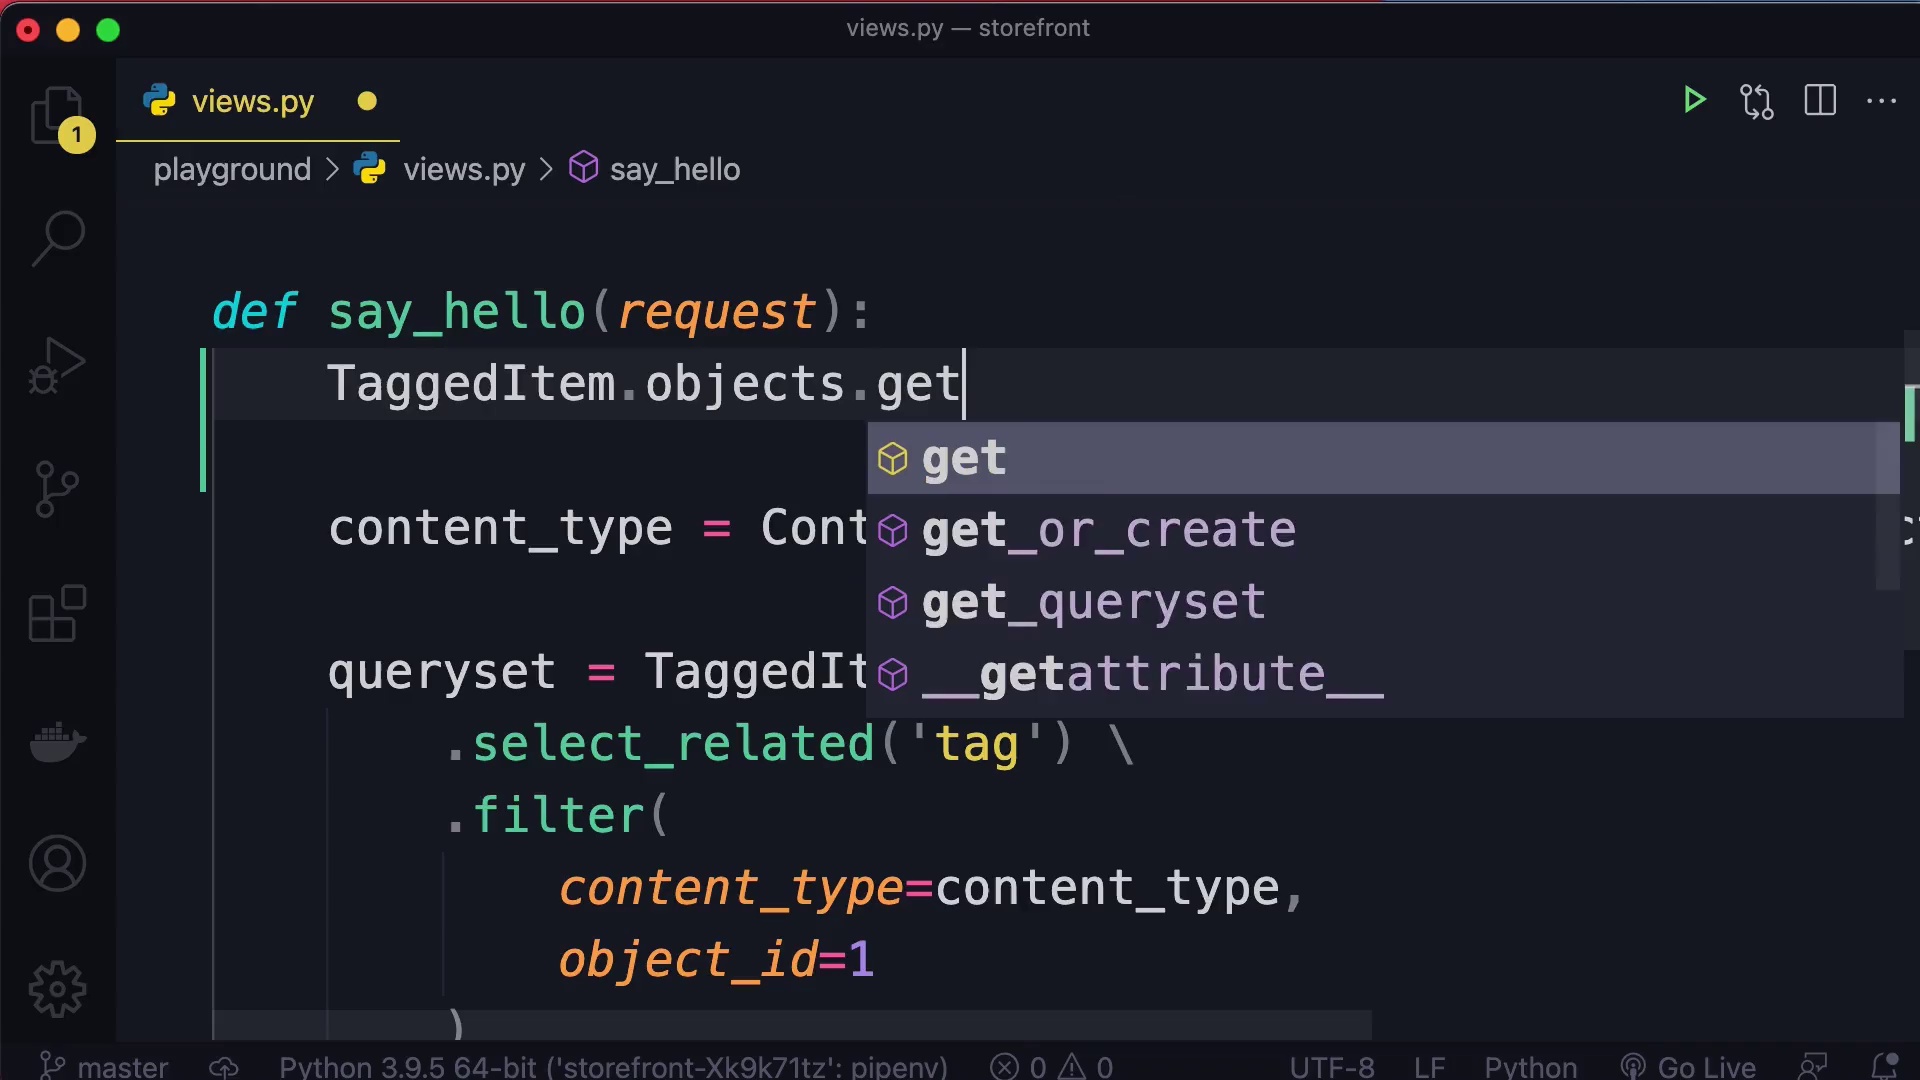 views.py — storefront
views.py
1
playground > views.py > say_hello
def say_hello(request):
TaggedItem.objects.get
get
content_type = Cont
get_or_create
get_queryset
queryset = TaggedIt
__getattribute__
.select_related('tag') \
.filter(
content_type=content_type,
object_id=1
)
master Python 3.9.5 64-bit ('storefront-Xk9k71tz': pipenv) 0 0 UTF-8 LF Python Go Live